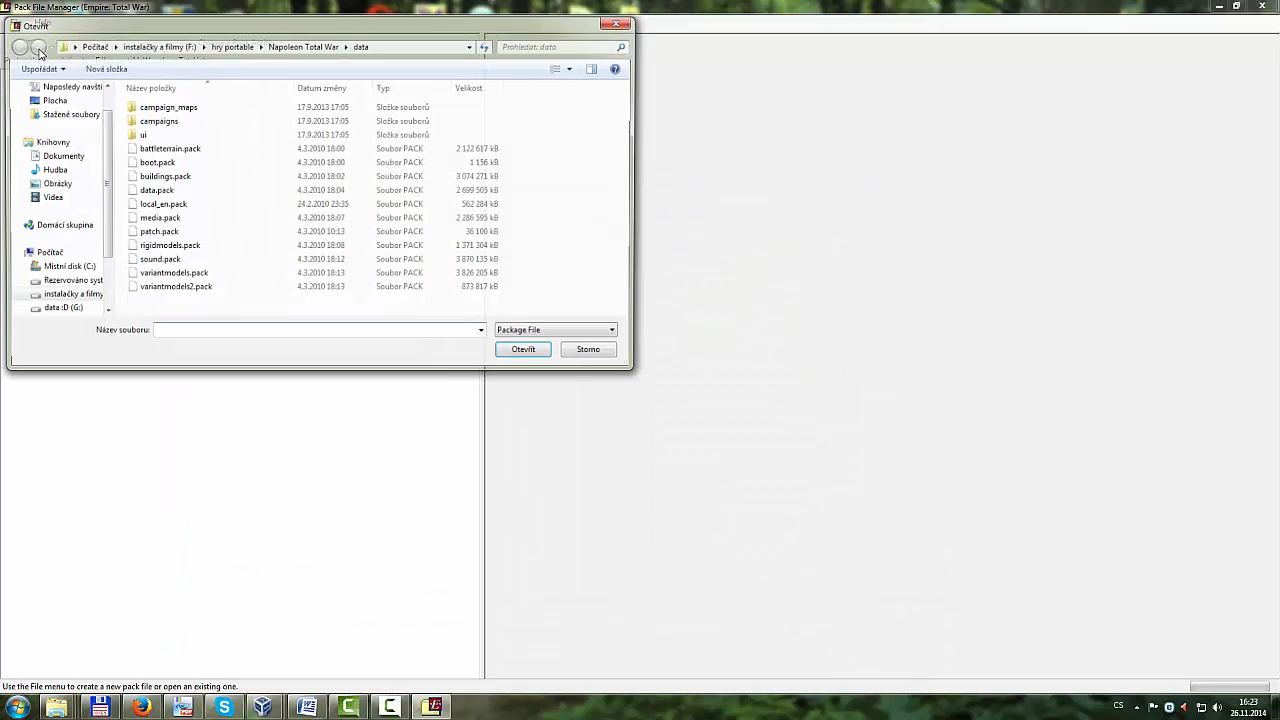 Pack File Manager (Empire: Total War)
Otevřít
Počítač instalačky a filmy (F:) hry portable Napoleon Total War data
Prohledat: data
Uspořádat Nová složka
Název položky Datum změny Typ Velikost
campaign_maps 17.9.2013 17:05 Složka souborů
campaigns 17.9.2013 17:05 Složka souborů
ui 17.9.2013 17:05 Složka souborů
battleterrain.pack 4.3.2010 18:00 Soubor PACK 2 122 617 kB
boot.pack 4.3.2010 18:00 Soubor PACK 1 156 kB
buildings.pack 4.3.2010 18:02 Soubor PACK 3 074 271 kB
data.pack 4.3.2010 18:04 Soubor PACK 2 699 505 kB
local_en.pack 24.2.2010 23:35 Soubor PACK 562 284 kB
media.pack 4.3.2010 18:07 Soubor PACK 2 286 595 kB
patch.pack 4.3.2010 10:13 Soubor PACK 36 100 kB
rigidmodels.pack 4.3.2010 18:08 Soubor PACK 1 371 304 kB
sound.pack 4.3.2010 18:12 Soubor PACK 3 870 135 kB
variantmodels.pack 4.3.2010 18:13 Soubor PACK 3 826 205 kB
variantmodels2.pack 4.3.2010 18:13 Soubor PACK 873 817 kB
Naposledy navští
Plocha
Stažené soubory
Knihovny
Dokumenty
Hudba
Obrázky
Videa
Domácí skupina
Počítač
Místní disk (C:)
Rezervováno syst
instalačky a filmy
data :D (G:)
Název souboru: Package File
Otevřít Storno
Use the File menu to create a new pack file or open an existing one.
CS 16:23
26.11.2014